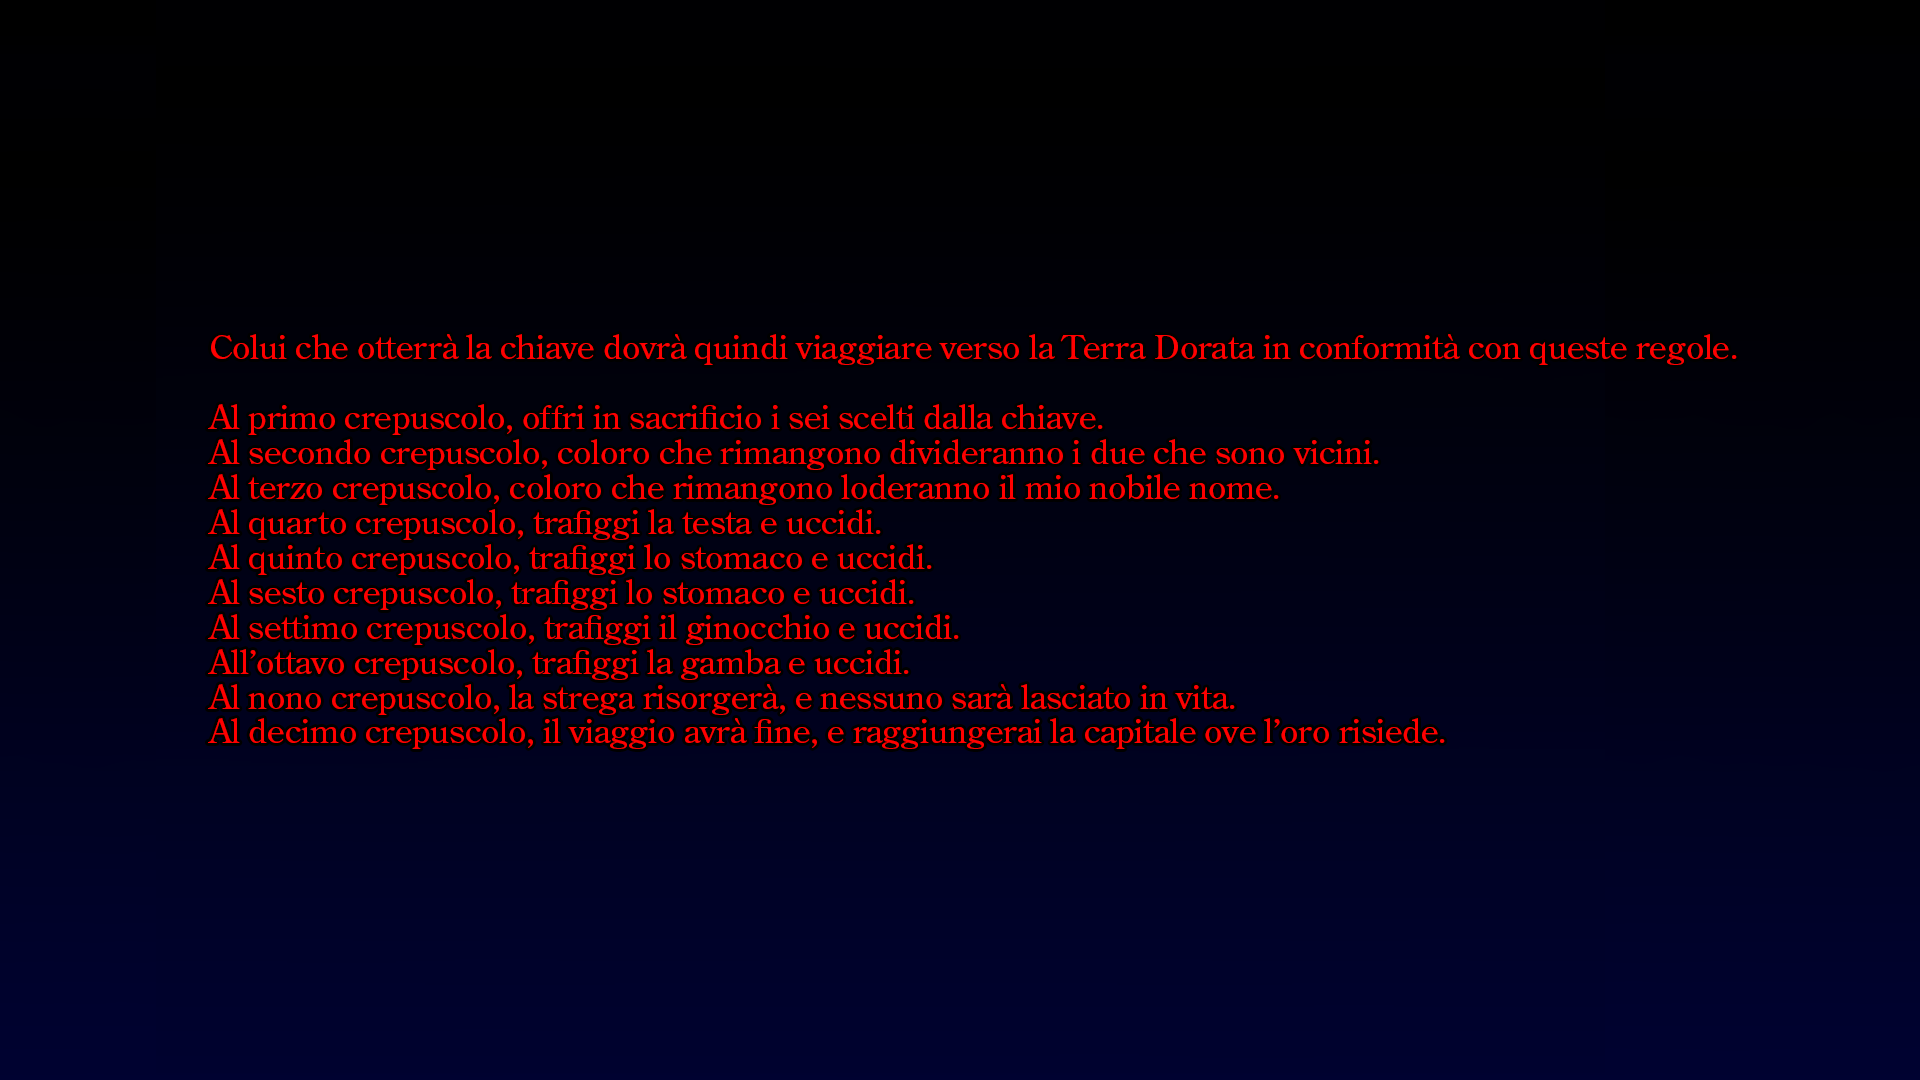 Colui che otterrà la chiave dovrà quindi viaggiare verso la Terra Dorata in conformità con queste regole.
Al primo crepuscolo, offri in sacrificio i sei scelti dalla chiave.
Al secondo crepuscolo, coloro che rimangono divideranno i due che sono vicini.
Al terzo crepuscolo, coloro che rimangono loderanno il mio nobile nome.
Al quarto crepuscolo, trafiggi la testa e uccidi.
Al quinto crepuscolo, trafiggi lo stomaco e uccidi.
Al sesto crepuscolo, trafiggi lo stomaco e uccidi.
Al settimo crepuscolo, trafiggi il ginocchio e uccidi.
All’ottavo crepuscolo, trafiggi la gamba e uccidi.
Al nono crepuscolo, la strega risorgerà, e nessuno sarà lasciato in vita.
Al decimo crepuscolo, il viaggio avrà fine, e raggiungerai la capitale ove l’oro risiede.